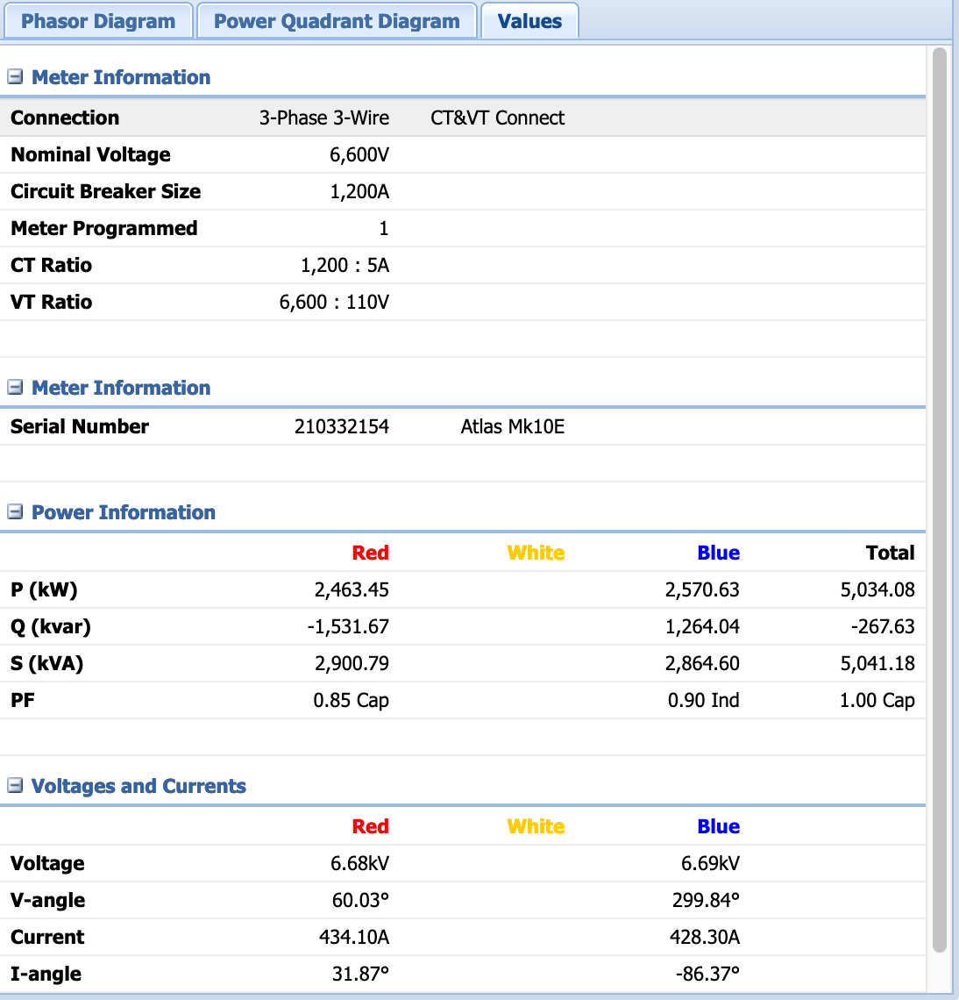 Phasor Diagram Power Quadrant Diagram Values
Meter Information
Connection 3-Phase 3-Wire CT&VT Connect
Nominal Voltage 6,600V
Circuit Breaker Size 1,200A
Meter Programmed 1
CT Ratio 1,200 : 5A
VT Ratio 6,600 : 110V
Meter Information
Serial Number 210332154 Atlas Mk10E
Power Information
Red White Blue Total
P (kW) 2,463.45 2,570.63 5,034.08
Q (kvar) -1,531.67 1,264.04 -267.63
S (kVA) 2,900.79 2,864.60 5,041.18
PF 0.85 Cap 0.90 Ind 1.00 Cap
Voltages and Currents
Red White Blue
Voltage 6.68kV 6.69kV
V-angle 60.03º 299.84º
Current 434.10A 428.30A
I-angle 31.87º -86.37º